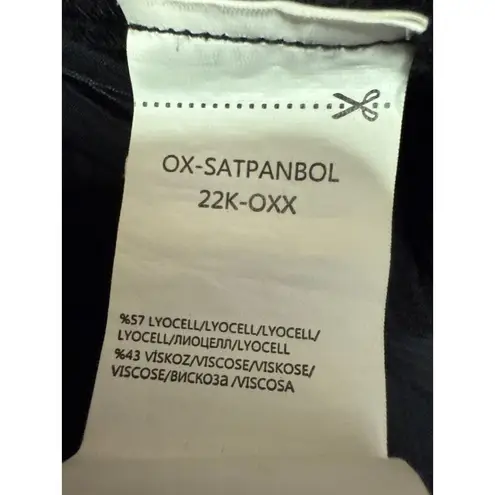 OX-SATPANBOL
22K-OXX
%57 LYOCELL/LYOCELL/LYOCELL/
LYOCELL/ЛИОЦЕЛЛ/LYOCELL
%43 VİSKOZ/VISCOSE/VISKOSE/
VISCOSE/ВИСКОЗа /VISCOSA